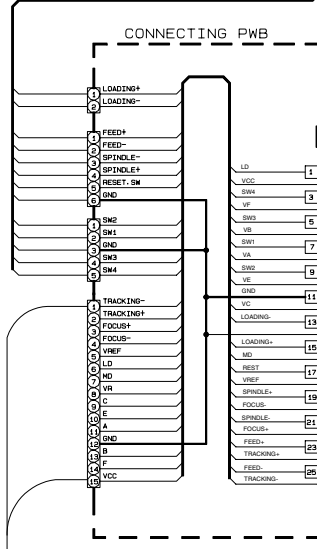 CONNECTING PWB
1 LOADING+
2 LOADING-
1 FEED+
2 FEED-
3 SPINDLE-
4 SPINDLE+
5 RESET.SW
6 GND
1 SW2
2 SW1
3 GND
4 SW3
5 SW4
1 TRACKING-
2 TRACKING+
3 FOCUS+
4 FOCUS-
5 VREF
6 LD
7 MD
8 VR
9 C
10 E
11 A
12 GND
13 B
14 F
15 VCC
LD
1
VCC
SW4
3
VF
SW3
5
VB
SW1
7
VA
SW2
9
VE
GND
11
VC
LOADING-
13
LOADING+
15
MD
REST
17
VREF
SPINDLE+
19
FOCUS-
SPINDLE-
21
FOCUS+
FEED+
23
TRACKING+
FEED-
25
TRACKING-